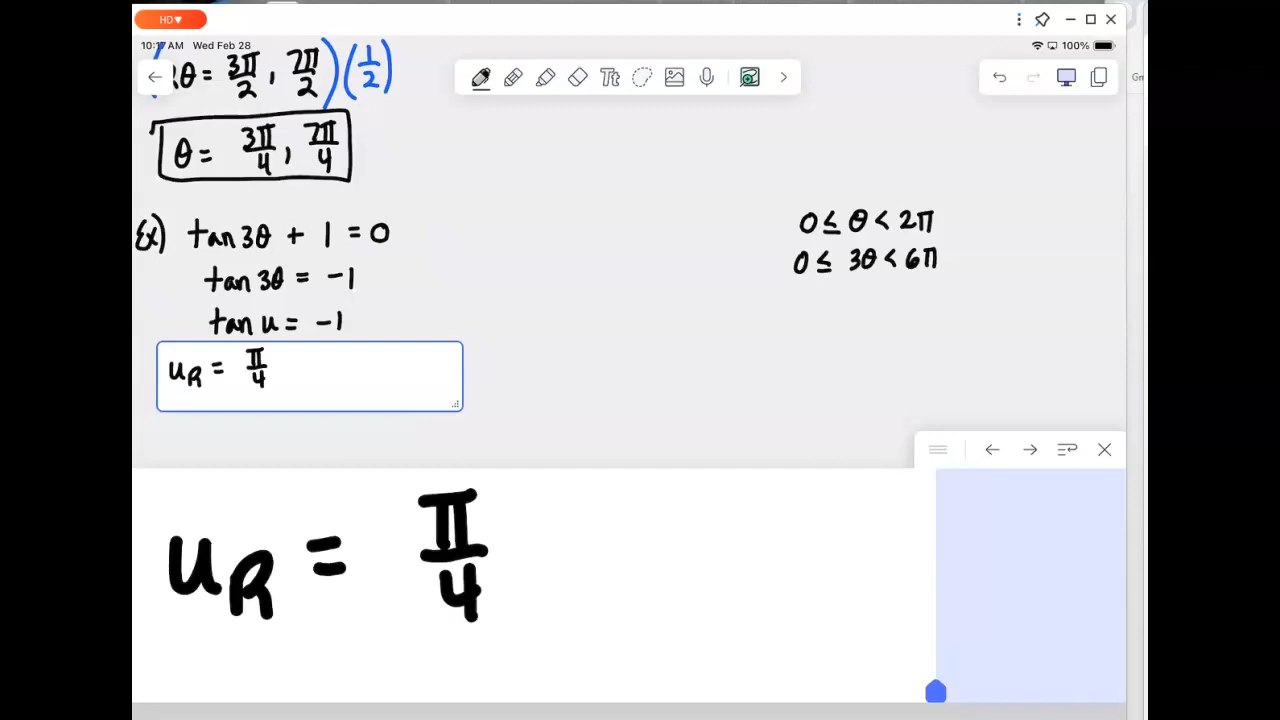 HD▼
10:17 AM Wed Feb 28
100%
2θ = 3π/2, 7π/2 ) (1/2)
Tt
Gm
θ = 3π/4, 7π/4
Ex) tan 3θ + 1 = 0
0 ≤ θ < 2π
tan 3θ = -1
0 ≤ 3θ < 6π
tan u = -1
u_R = π/4
u_R = π/4